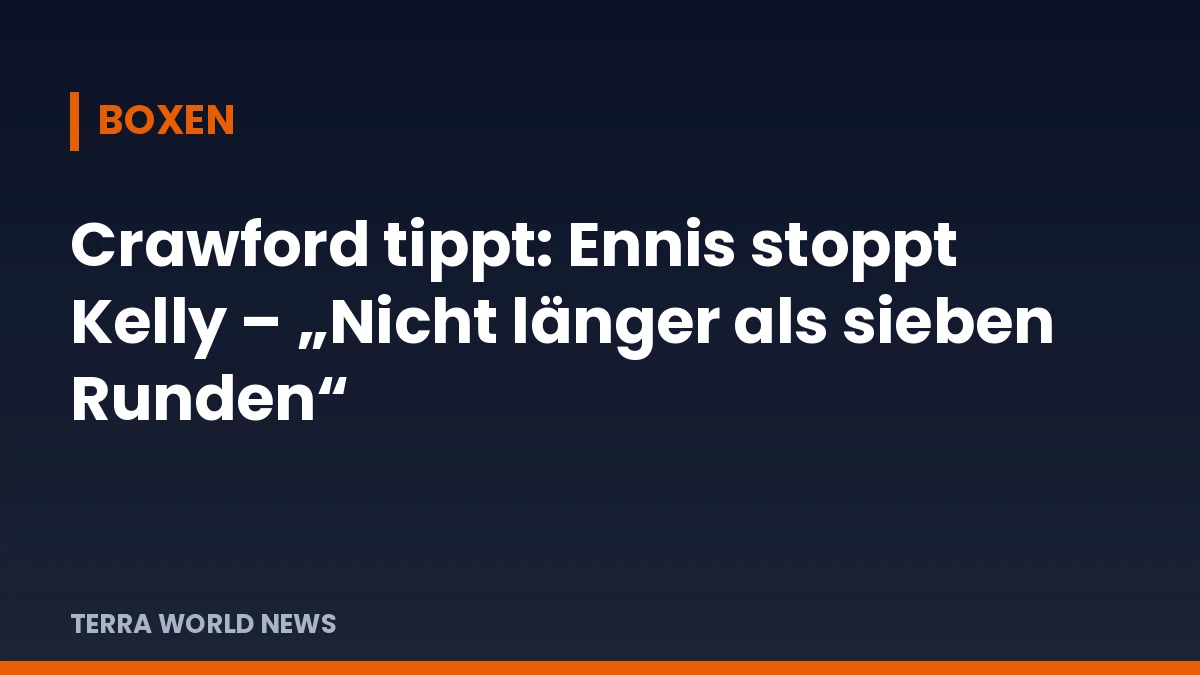 BOXEN
Crawford tippt: Ennis stoppt
Kelly – „Nicht länger als sieben
Runden“
TERRA WORLD NEWS